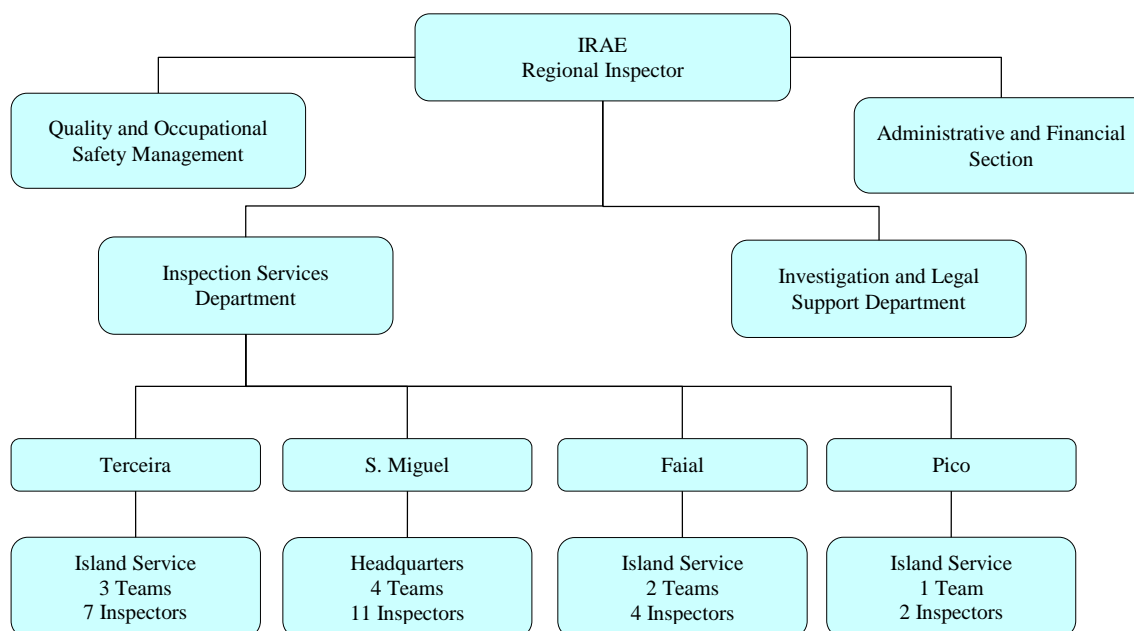 IRAE
Regional Inspector
Quality and Occupational
Safety Management
Administrative and Financial
Section
Inspection Services
Department
Investigation and Legal
Support Department
Terceira
S. Miguel
Faial
Pico
Island Service
3 Teams
7 Inspectors
Headquarters
4 Teams
11 Inspectors
Island Service
2 Teams
4 Inspectors
Island Service
1 Team
2 Inspectors